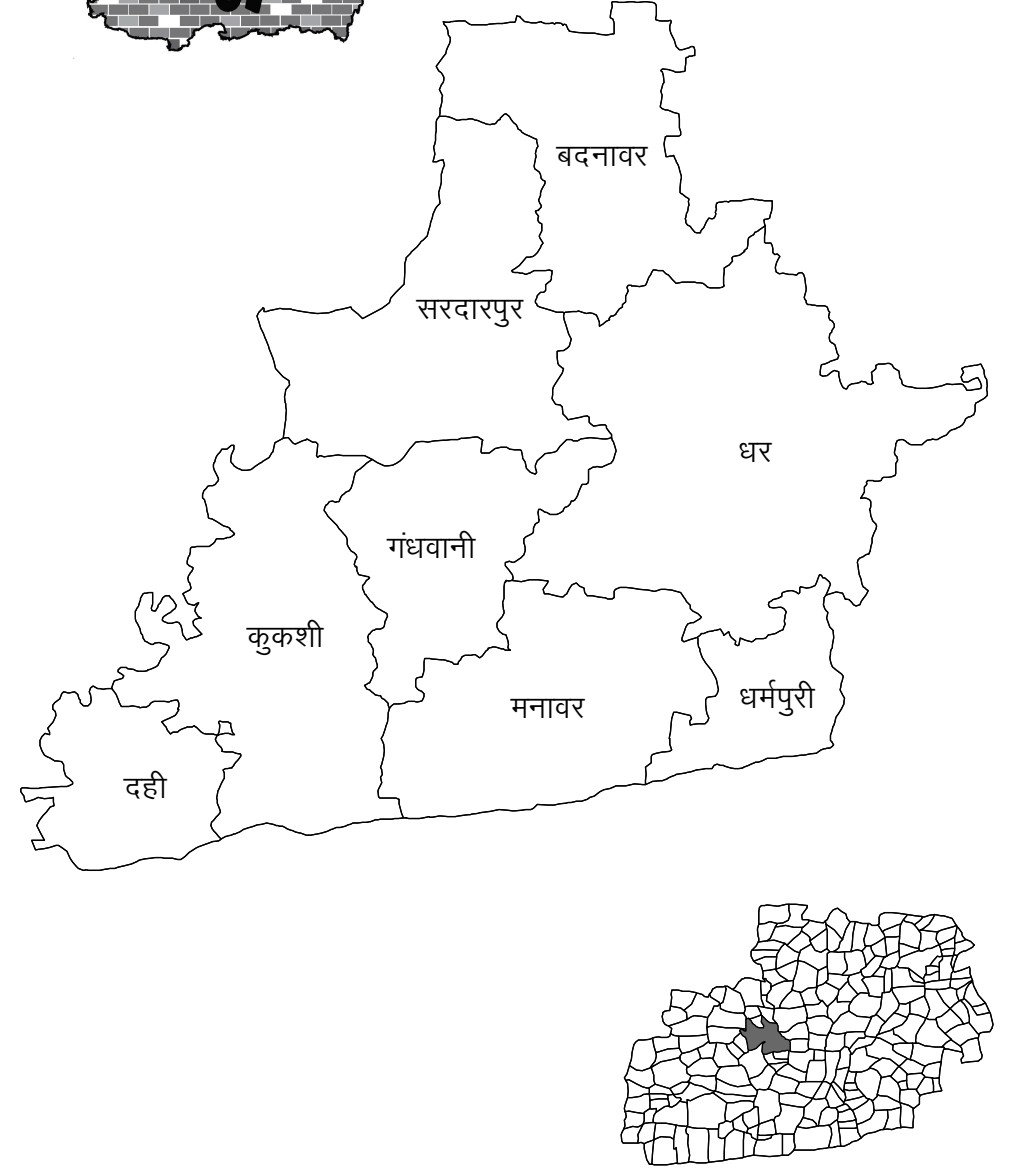 बदनावर
सरदारपुर
धर
गंधवानी
कुकशी
धर्मपुरी
मनावर
दही